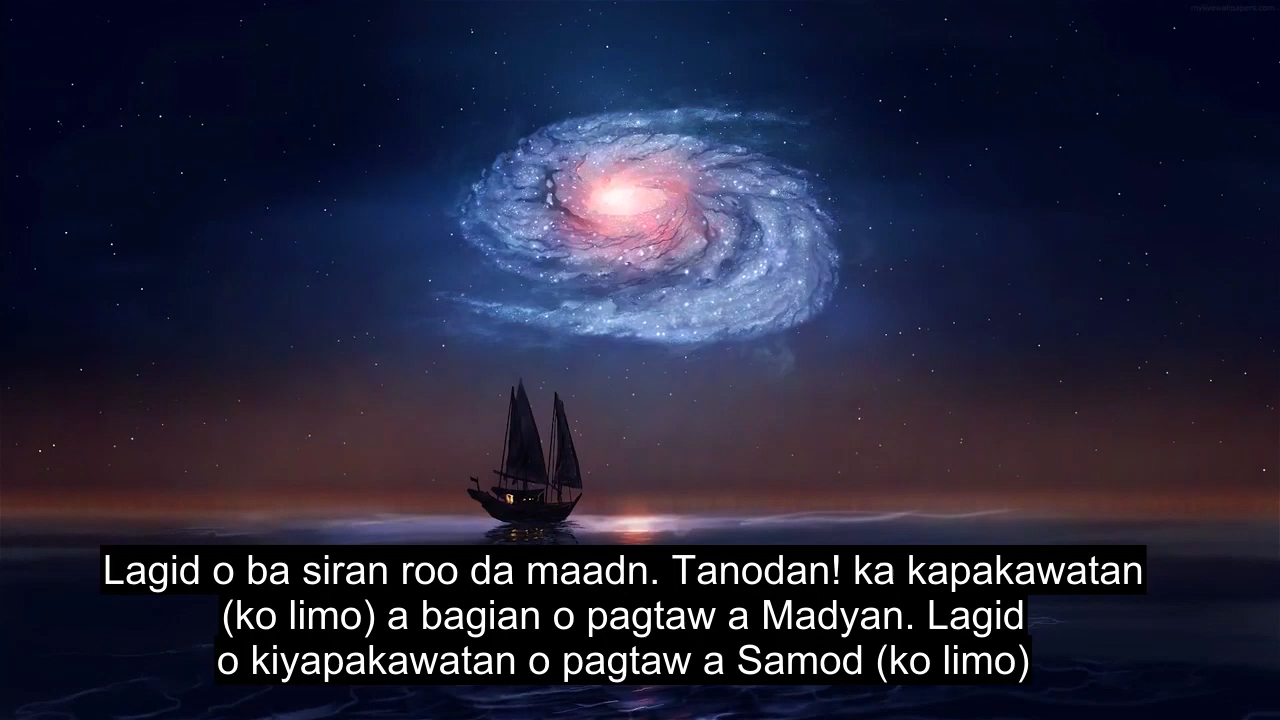 Lagid o ba siran roo da maadn. Tanodan! ka kapakawatan
(ko limo) a bagian o pagtaw a Madyan. Lagid
o kiyapakawatan o pagtaw a Samod (ko limo)